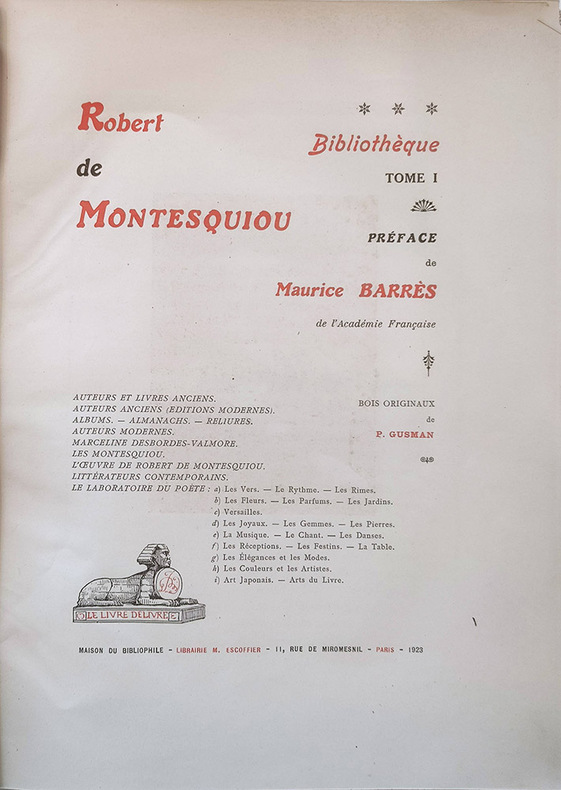 Robert
de
MONTESQUIOU
Bibliothèque
TOME I
PRÉFACE
de
Maurice BARRÈS
de l'Académie Française
BOIS ORIGINAUX
de
P. GUSMAN
AUTEURS ET LIVRES ANCIENS.
AUTEURS ANCIENS (EDITIONS MODERNES).
ALBUMS. — ALMANACHS. — RELIURES.
AUTEURS MODERNES.
MARCELINE DESBORDES-VALMORE.
LES MONTESQUIOU.
L'ŒUVRE DE ROBERT DE MONTESQUIOU.
LITTÉRATEURS CONTEMPORAINS.
LE LABORATOIRE DU POÈTE : a) Les Vers. — Le Rythme. — Les Rimes.
b) Les Fleurs. — Les Parfums. — Les Jardins.
c) Versailles.
d) Les Joyaux. — Les Gemmes. — Les Pierres.
e) La Musique. — Le Chant. — Les Danses.
f) Les Réceptions. — Les Festins. — La Table.
g) Les Élégances et les Modes.
h) Les Couleurs et les Artistes.
i) Art Japonais. — Arts du Livre.
LE LIVRE DELIVRE
MAISON DU BIBLIOPHILE - LIBRAIRIE M. ESCOFFIER - 11, RUE DE MIROMESNIL - PARIS - 1923